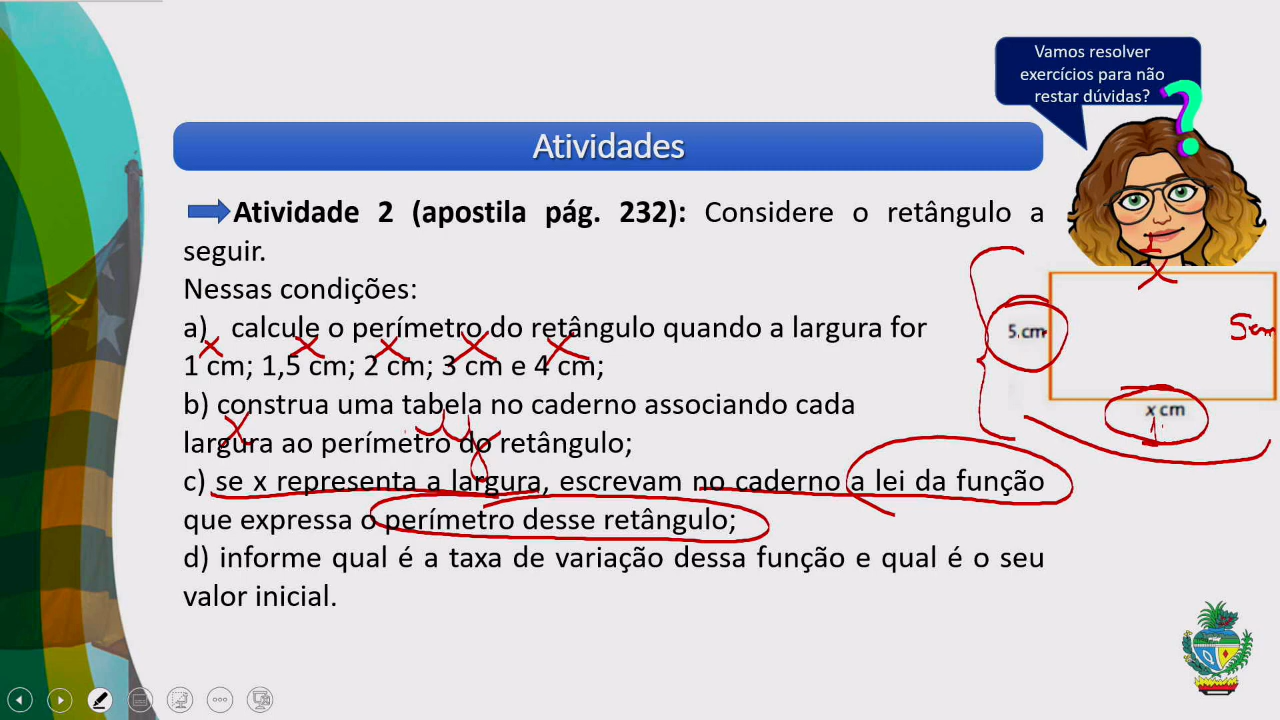 Vamos resolver
exercícios para não
restar dúvidas?
Atividades
Atividade 2 (apostila pág. 232): Considere o retângulo a
seguir.
Nessas condições:
a) calcule o perímetro do retângulo quando a largura for
1 cm; 1,5 cm; 2 cm; 3 cm e 4 cm;
b) construa uma tabela no caderno associando cada
largura ao perímetro do retângulo;
c) se x representa a largura, escrevam no caderno a lei da função
que expressa o perímetro desse retângulo;
d) informe qual é a taxa de variação dessa função e qual é o seu
valor inicial.
x
5 cm
5 cm
x cm
1
x x x x x
x y